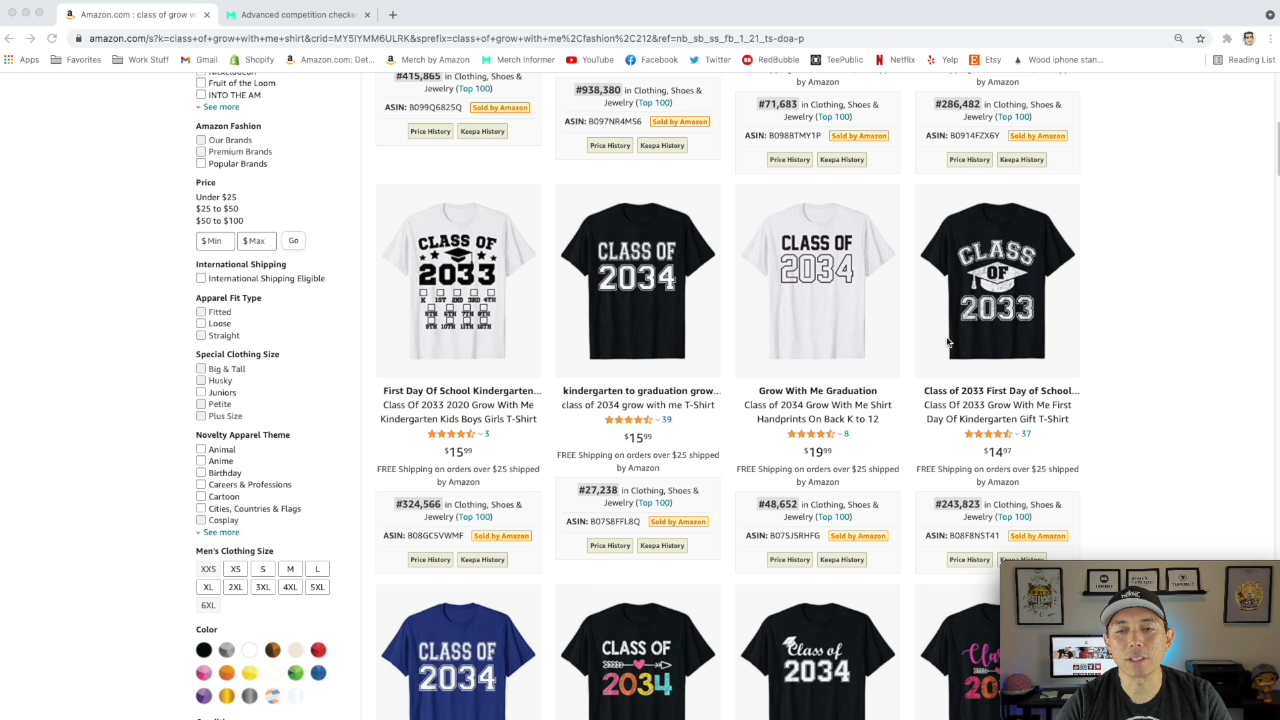 Amazon.com : class of grow w
Advanced competition checke
amazon.com/s?k=class+of+grow+with+me+shirt&crid=MY5IYMM6ULRK&sprefix=class+of+grow+with+me%2Cfashion%2C212&ref=nb_sb_ss_fb_1_21_ts-doa-p
Apps
Favorites
Work Stuff
Gmail
Shopify
Amazon.com: Det...
Merch by Amazon
Merch Informer
YouTube
Facebook
Twitter
RedBubble
TeePublic
Netflix
Yelp
Etsy
Wood iphone stan...
Reading List
Nickelodeon
Fruit of the Loom
INTO THE AM
See more
Amazon Fashion
Our Brands
Premium Brands
Popular Brands
Price
Under $25
$25 to $50
$50 to $100
$ Min
$ Max
Go
International Shipping
International Shipping Eligible
Apparel Fit Type
Fitted
Loose
Straight
Special Clothing Size
Big & Tall
Husky
Juniors
Petite
Plus Size
Novelty Apparel Theme
Animal
Anime
Birthday
Careers & Professions
Cartoon
Cities, Countries & Flags
Cosplay
See more
Men's Clothing Size
XXS XS S M L
XL 2XL 3XL 4XL 5XL
6XL
Color
#415,865 in Clothing, Shoes &
Jewelry (Top 100)
ASIN: B099Q6825Q Sold by Amazon
Price History Keepa History
#938,380 in Clothing, Shoes &
Jewelry (Top 100)
ASIN: B097NR4MS6 Sold by Amazon
Price History Keepa History
by Amazon
#71,683 in Clothing, Shoes &
Jewelry (Top 100)
ASIN: B098BTMY1P Sold by Amazon
Price History Keepa History
by Amazon
#286,482 in Clothing, Shoes &
Jewelry (Top 100)
ASIN: B0914FZX6Y Sold by Amazon
Price History Keepa History
CLASS OF
2033
K 1ST 2ND 3RD 4TH
5TH 6TH 7TH 8TH
9TH 10TH 11TH 12TH
First Day Of School Kindergarten...
Class Of 2033 2020 Grow With Me
Kindergarten Kids Boys Girls T-Shirt
3
$1599
FREE Shipping on orders over $25 shipped
by Amazon
#324,566 in Clothing, Shoes &
Jewelry (Top 100)
ASIN: B08GC5VWMF Sold by Amazon
Price History Keepa History
CLASS OF
2034
kindergarten to graduation grow...
class of 2034 grow with me T-Shirt
39
$1599
FREE Shipping on orders over $25 shipped
by Amazon
#27,238 in Clothing, Shoes &
Jewelry (Top 100)
ASIN: B07S8FFL8Q Sold by Amazon
Price History Keepa History
CLASS OF
2034
Grow With Me Graduation
Class of 2034 Grow With Me Shirt
Handprints On Back K to 12
8
$1999
FREE Shipping on orders over $25 shipped
by Amazon
#48,652 in Clothing, Shoes &
Jewelry (Top 100)
ASIN: B07SJ5RHFG Sold by Amazon
Price History Keepa History
CLASS
OF
2033
Class of 2033 First Day of School...
Class Of 2033 Grow With Me First
Day Of Kindergarten Gift T-Shirt
37
$1497
FREE Shipping on orders over $25 shipped
by Amazon
#243,823 in Clothing, Shoes &
Jewelry (Top 100)
ASIN: B08F8NST41 Sold by Amazon
Price History
CLASS OF
2034
CLASS OF
2034
Class of
2034